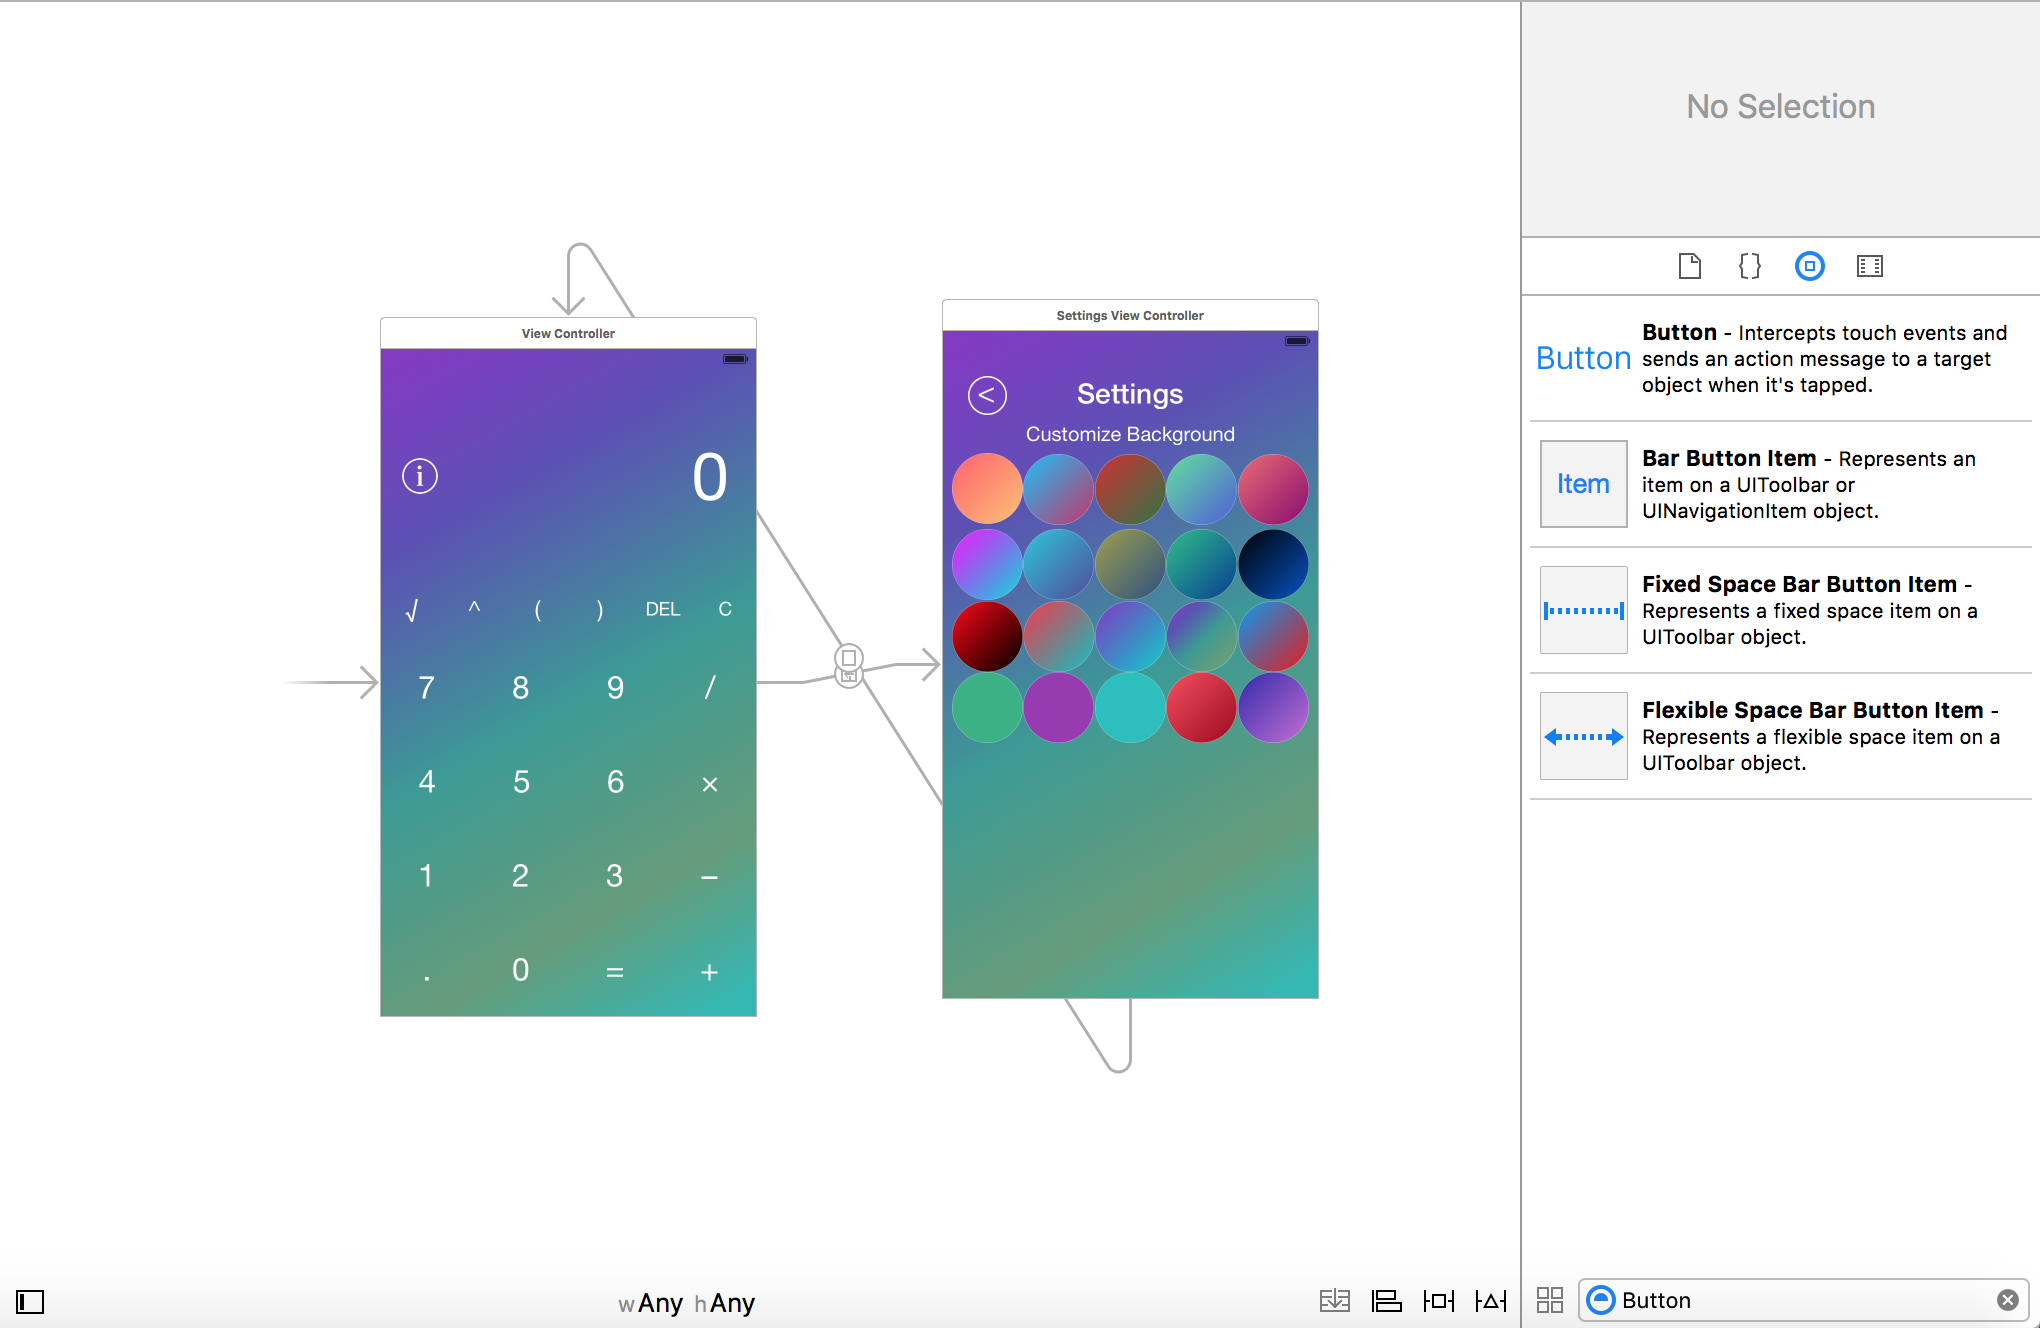 No Selection
View Controller
0
i
√ ^ ( ) DEL C
7 8 9 /
4 5 6 ×
1 2 3 −
. 0 = +
Settings View Controller
< Settings
Customize Background
Button
Button - Intercepts touch events and
sends an action message to a target
object when it's tapped.
Item
Bar Button Item - Represents an
item on a UIToolbar or
UINavigationItem object.
Fixed Space Bar Button Item -
Represents a fixed space item on a
UIToolbar object.
Flexible Space Bar Button Item -
Represents a flexible space item on a
UIToolbar object.
wAny hAny
Button